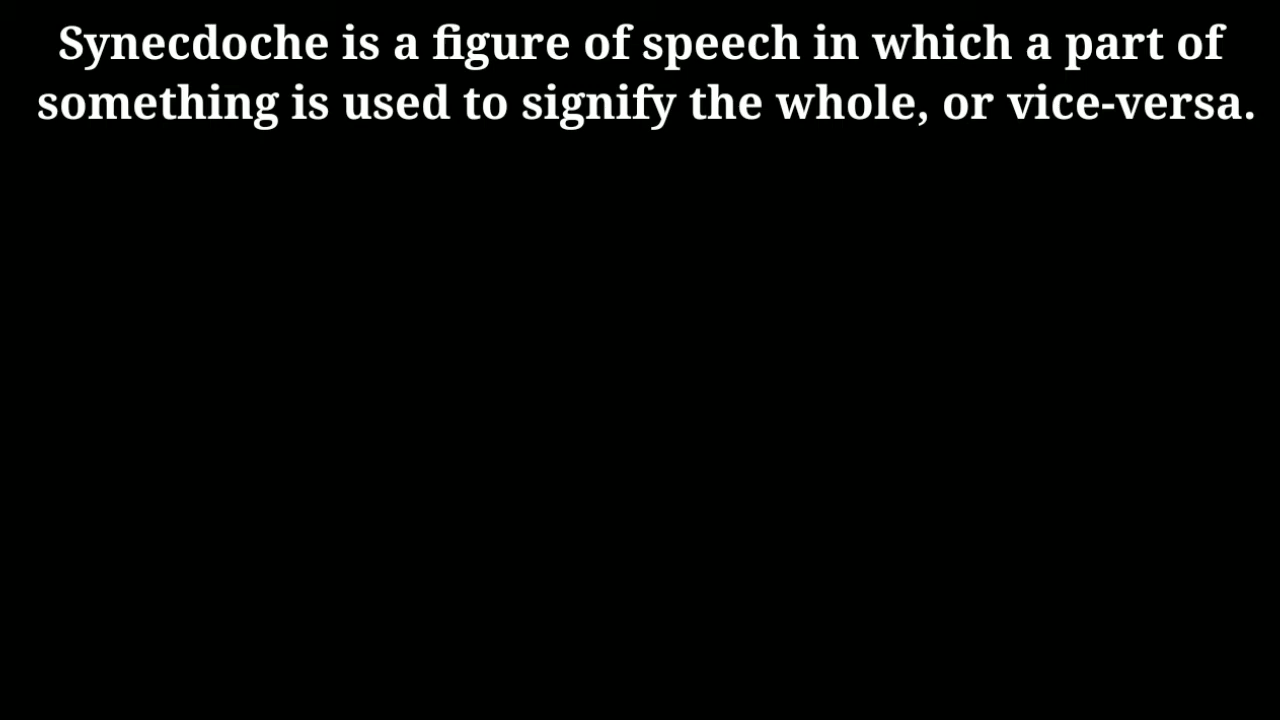 Synecdoche is a figure of speech in which a part of
something is used to signify the whole, or vice-versa.